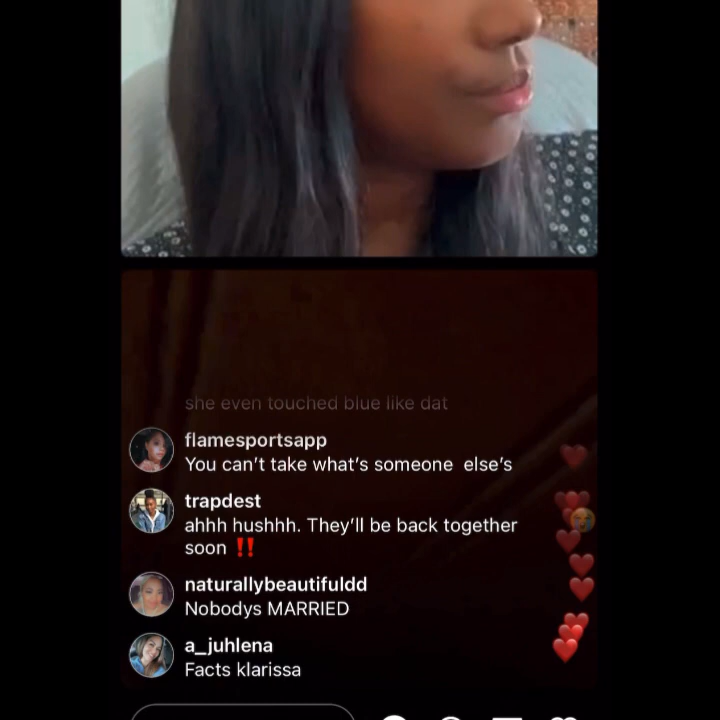 she even touched blue like dat
flamesportsapp
You can't take what's someone  else's
trapdest
ahhh hushhh. They'll be back together
soon ‼️
naturallybeautifuldd
Nobodys MARRIED
a_juhlena
Facts klarissa